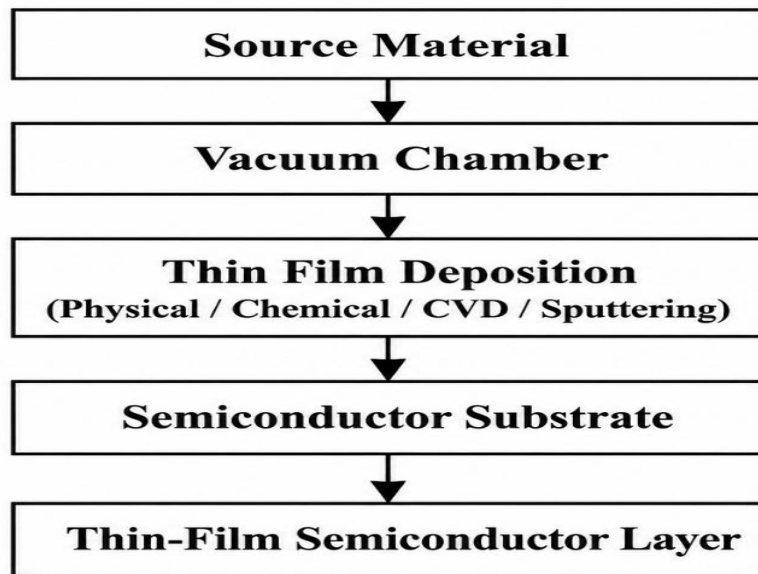 Source Material
Vacuum Chamber
Thin Film Deposition
(Physical / Chemical / CVD / Sputtering)
Semiconductor Substrate
Thin-Film Semiconductor Layer